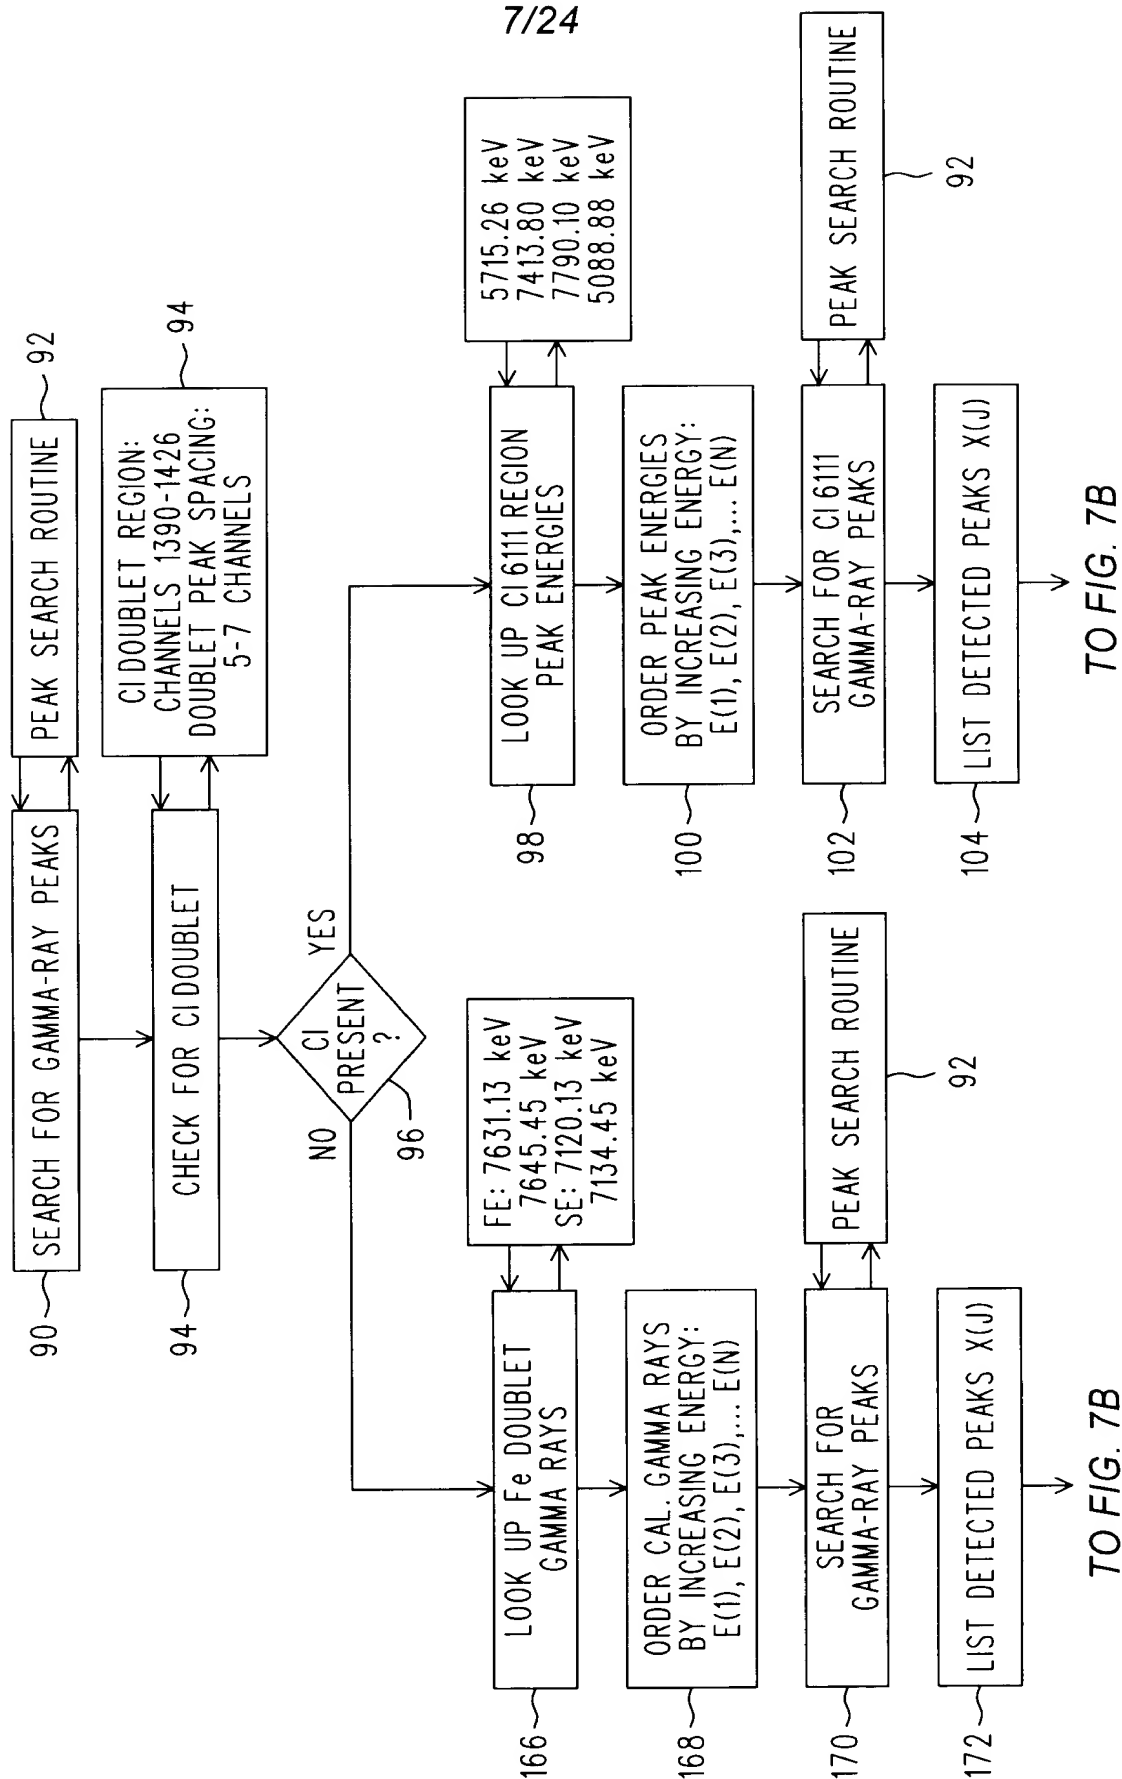 7/24
90
SEARCH FOR GAMMA-RAY PEAKS
PEAK SEARCH ROUTINE
92
94
CHECK FOR Cl DOUBLET
Cl DOUBLET REGION:
CHANNELS 1390-1426
DOUBLET PEAK SPACING:
5-7 CHANNELS
94
Cl
PRESENT
?
96
NO
YES
166
LOOK UP Fe DOUBLET
GAMMA RAYS
FE: 7631.13 keV
7645.45 keV
SE: 7120.13 keV
7134.45 keV
168
ORDER CAL. GAMMA RAYS
BY INCREASING ENERGY:
E(1), E(2), E(3),... E(N)
170
SEARCH FOR
GAMMA-RAY PEAKS
PEAK SEARCH ROUTINE
92
172
LIST DETECTED PEAKS X(J)
TO FIG. 7B
98
LOOK UP Cl 6111 REGION
PEAK ENERGIES
5715.26 keV
7413.80 keV
7790.10 keV
5088.88 keV
100
ORDER PEAK ENERGIES
BY INCREASING ENERGY:
E(1), E(2), E(3),... E(N)
102
SEARCH FOR Cl 6111
GAMMA-RAY PEAKS
PEAK SEARCH ROUTINE
92
104
LIST DETECTED PEAKS X(J)
TO FIG. 7B